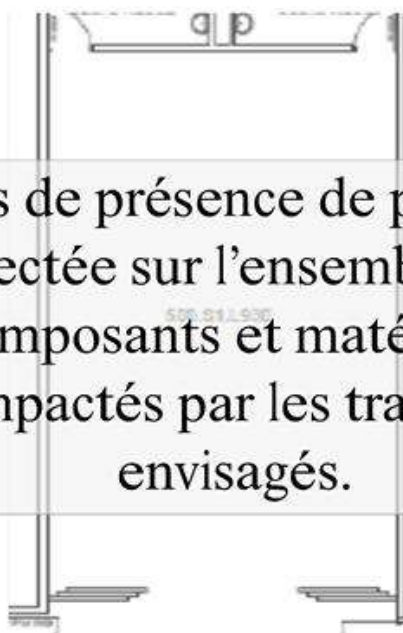 s de présence de p
ectée sur l’ensemb
mposants et maté
npactés par les tra
envisagés.